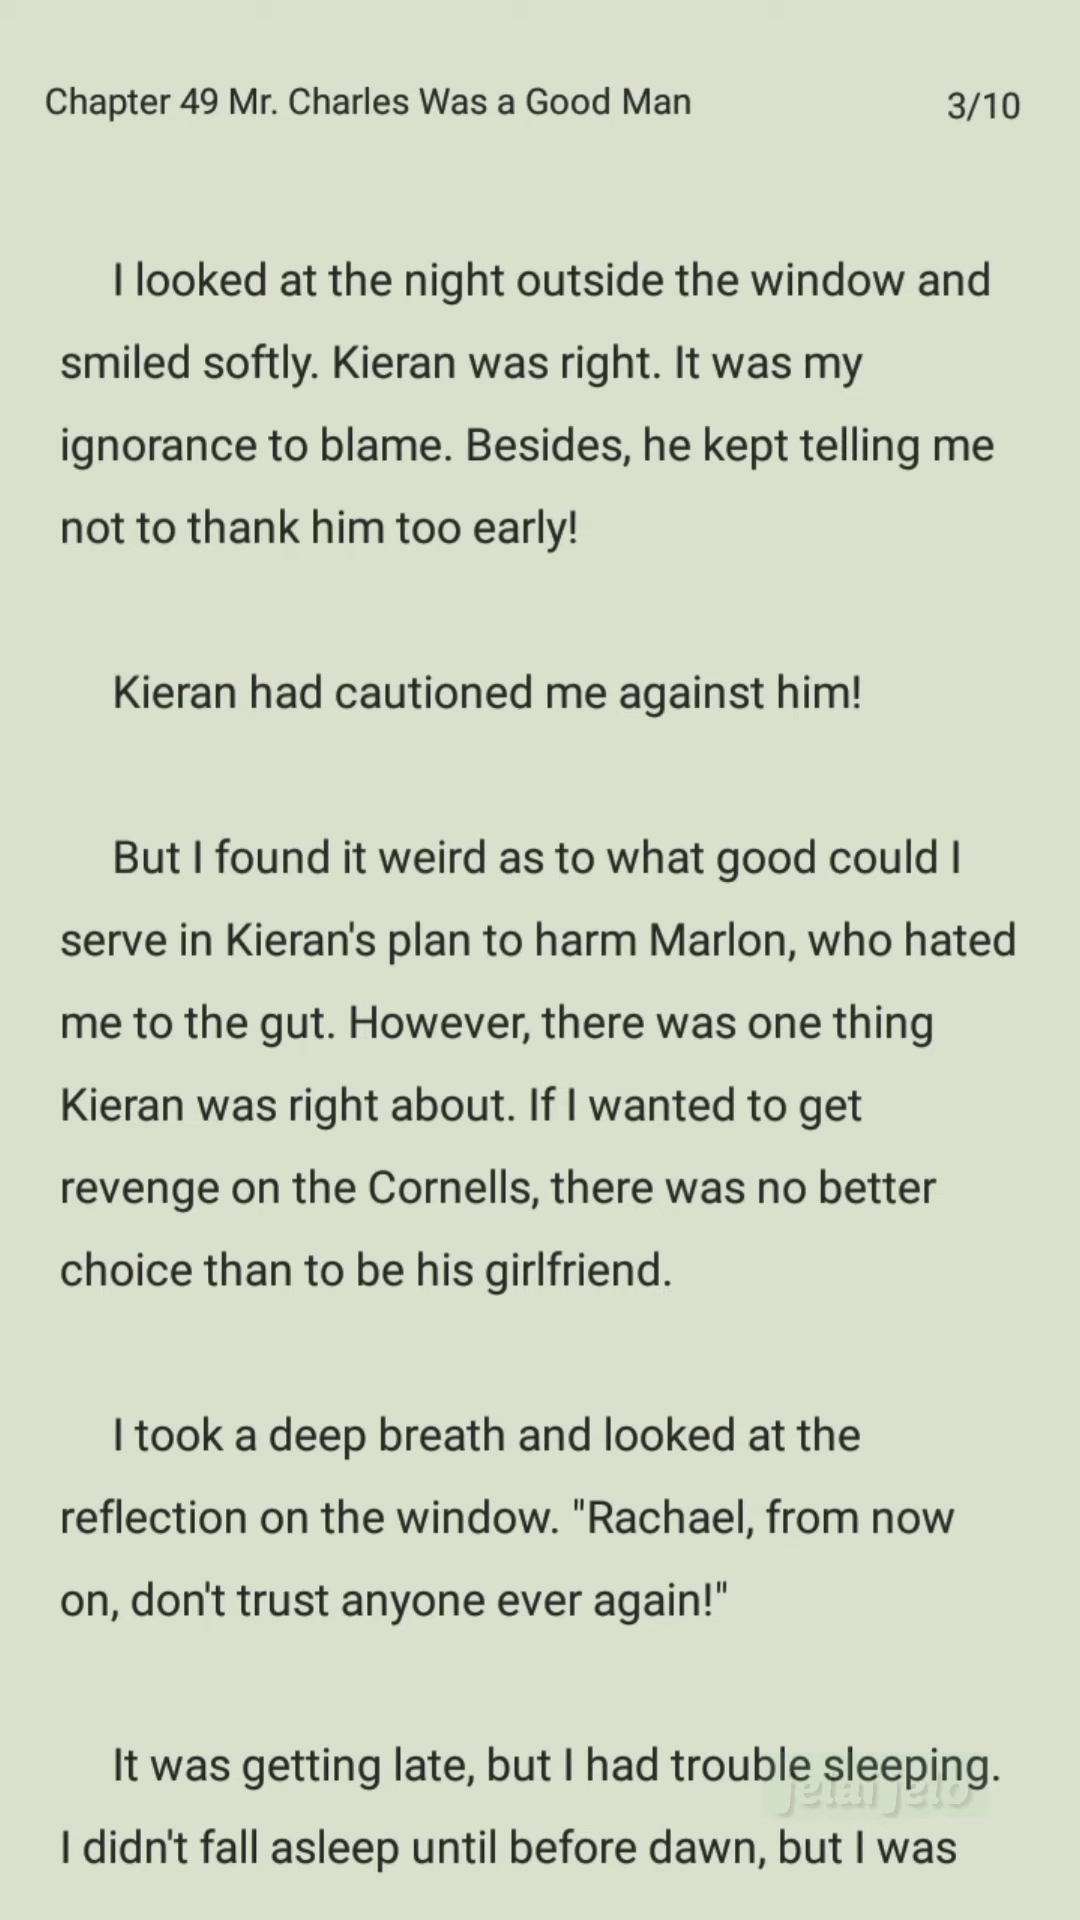 Chapter 49 Mr. Charles Was a Good Man
3/10
I looked at the night outside the window and
smiled softly. Kieran was right. It was my
ignorance to blame. Besides, he kept telling me
not to thank him too early!
Kieran had cautioned me against him!
But I found it weird as to what good could I
serve in Kieran's plan to harm Marlon, who hated
me to the gut. However, there was one thing
Kieran was right about. If I wanted to get
revenge on the Cornells, there was no better
choice than to be his girlfriend.
I took a deep breath and looked at the
reflection on the window. "Rachael, from now
on, don't trust anyone ever again!"
It was getting late, but I had trouble sleeping.
jelai jelo
I didn't fall asleep until before dawn, but I was